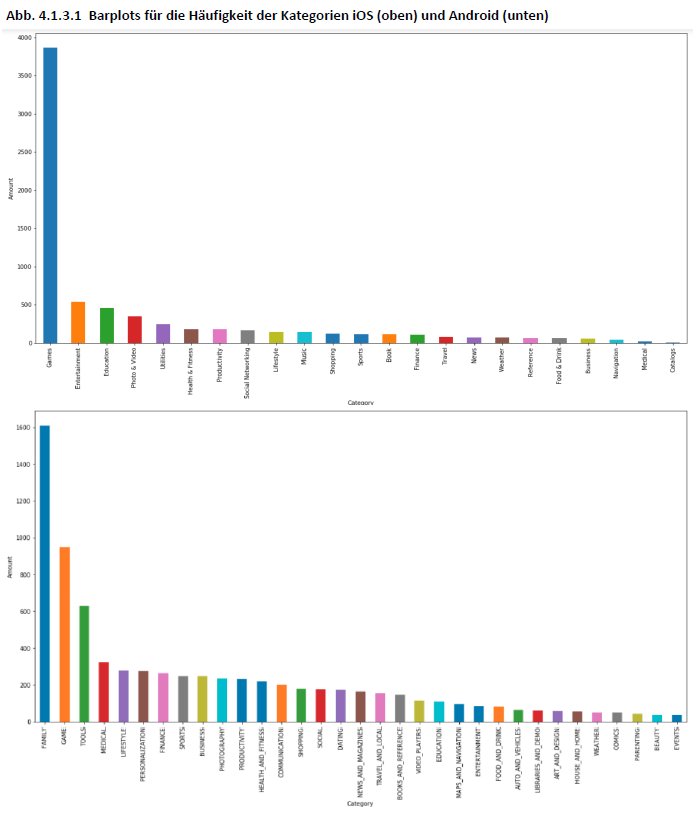 Abb. 4.1.3.1 Barplots für die Häufigkeit der Kategorien iOS (oben) und Android (unten)
4000
3500
3000
2500
2000
1500
1000
500
0
Amount
Games
Entertainment
Education
Photo & Video
Utilities
Health & Fitness
Productivity
Social Networking
Lifestyle
Music
Shopping
Sports
Book
Finance
Travel
News
Weather
Reference
Food & Drink
Business
Navigation
Medical
Catalogs
Category
1600
1400
1200
1000
800
600
400
200
0
Amount
FAMILY
GAME
TOOLS
MEDICAL
LIFESTYLE
PERSONALIZATION
FINANCE
SPORTS
BUSINESS
PHOTOGRAPHY
PRODUCTIVITY
HEALTH_AND_FITNESS
COMMUNICATION
SHOPPING
SOCIAL
DATING
NEWS_AND_MAGAZINES
TRAVEL_AND_LOCAL
BOOKS_AND_REFERENCE
VIDEO_PLAYERS
EDUCATION
MAPS_AND_NAVIGATION
ENTERTAINMENT
FOOD_AND_DRINK
AUTO_AND_VEHICLES
LIBRARIES_AND_DEMO
ART_AND_DESIGN
HOUSE_AND_HOME
WEATHER
COMICS
PARENTING
BEAUTY
EVENTS
Category